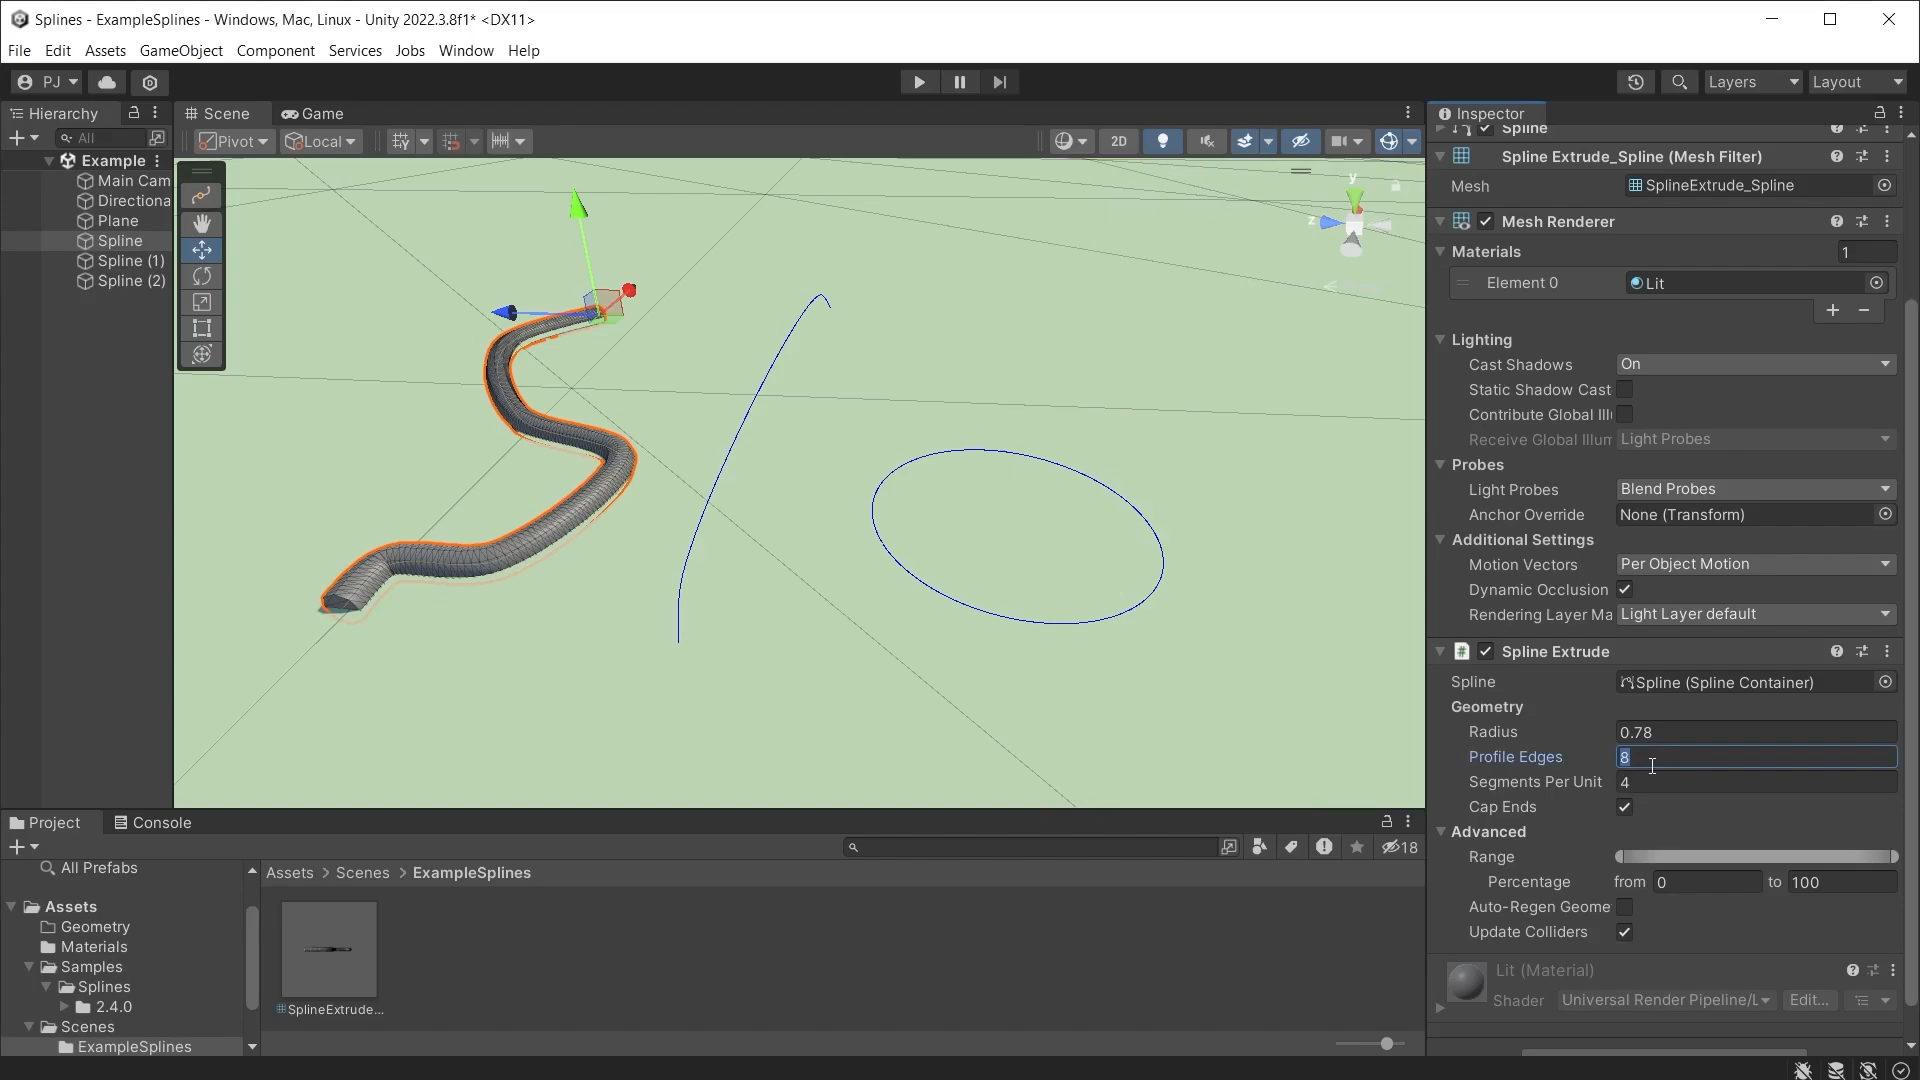 Splines - ExampleSplines - Windows, Mac, Linux - Unity 2022.3.8f1* <DX11>
File Edit Assets GameObject Component Services Jobs Window Help
PJ
Layers Layout
Hierarchy
All
Example
Main Cam
Directiona
Plane
Spline
Spline (1)
Spline (2)
Scene Game
Pivot Local 2D
y
z
Inspector
Spline
Spline Extrude_Spline (Mesh Filter)
Mesh SplineExtrude_Spline
Mesh Renderer
Materials 1
Element 0 Lit
Lighting
Cast Shadows On
Static Shadow Cast
Contribute Global Ill
Receive Global Illum Light Probes
Probes
Light Probes Blend Probes
Anchor Override None (Transform)
Additional Settings
Motion Vectors Per Object Motion
Dynamic Occlusion
Rendering Layer Ma Light Layer default
Spline Extrude
Spline Spline (Spline Container)
Geometry
Radius 0.78
Profile Edges 8
Segments Per Unit 4
Cap Ends
Advanced
Range
Percentage from 0 to 100
Auto-Regen Geome
Update Colliders
Lit (Material)
Shader Universal Render Pipeline/L Edit...
Project Console
18
All Prefabs
Assets
Geometry
Materials
Samples
Splines
2.4.0
Scenes
ExampleSplines
Assets > Scenes > ExampleSplines
SplineExtrude...